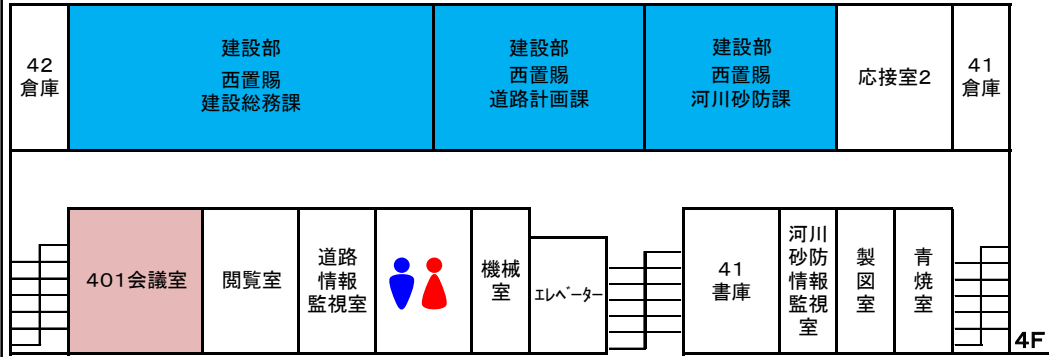 42
倉庫
建設部
西置賜
建設総務課
建設部
西置賜
道路計画課
建設部
西置賜
河川砂防課
応接室2
41
倉庫
401会議室
閲覧室
道路
情報
監視室
機械
室
ｴﾚﾍﾞｰﾀｰ
41
書庫
河川
砂防
情報
監視
室
製
図
室
青
焼
室
4F